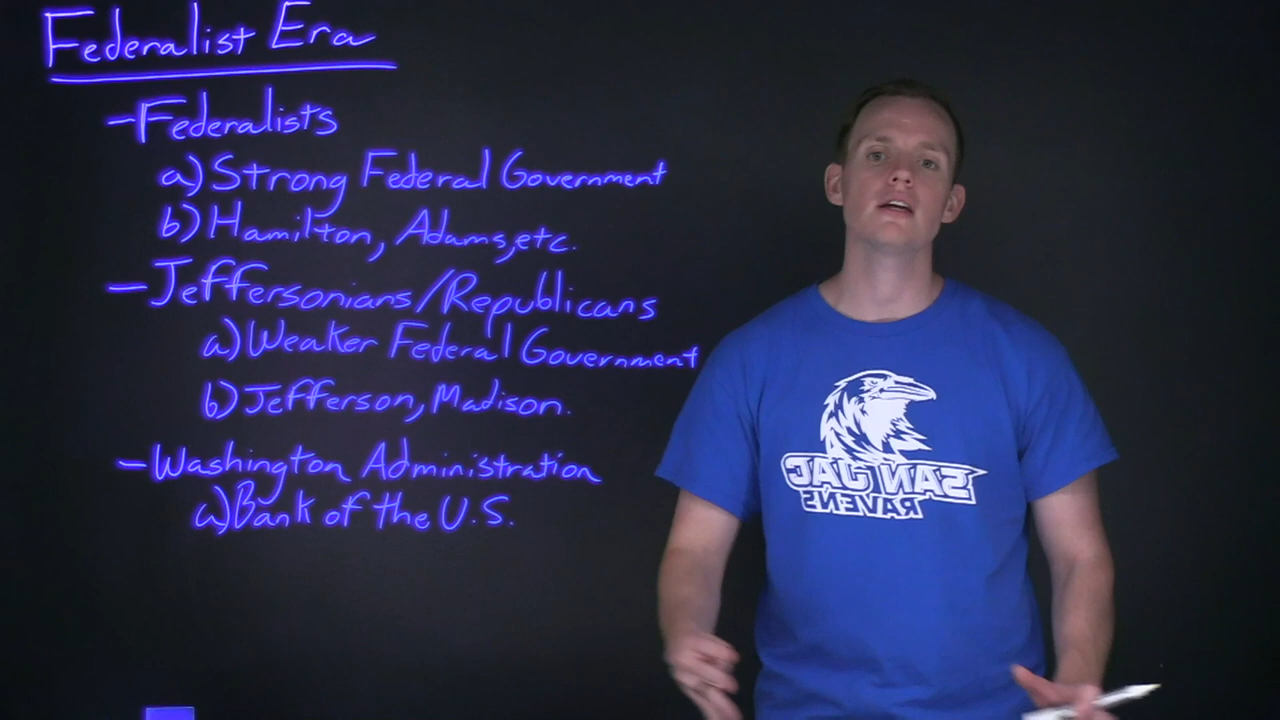 Federalist Era
- Federalists
a) Strong Federal Government
b) Hamilton, Adams, etc.
- Jeffersonians/Republicans
a) Weaker Federal Government
b) Jefferson, Madison.
- Washington Administration
a) Bank of the U.S.
SAN JAC
RAVENS